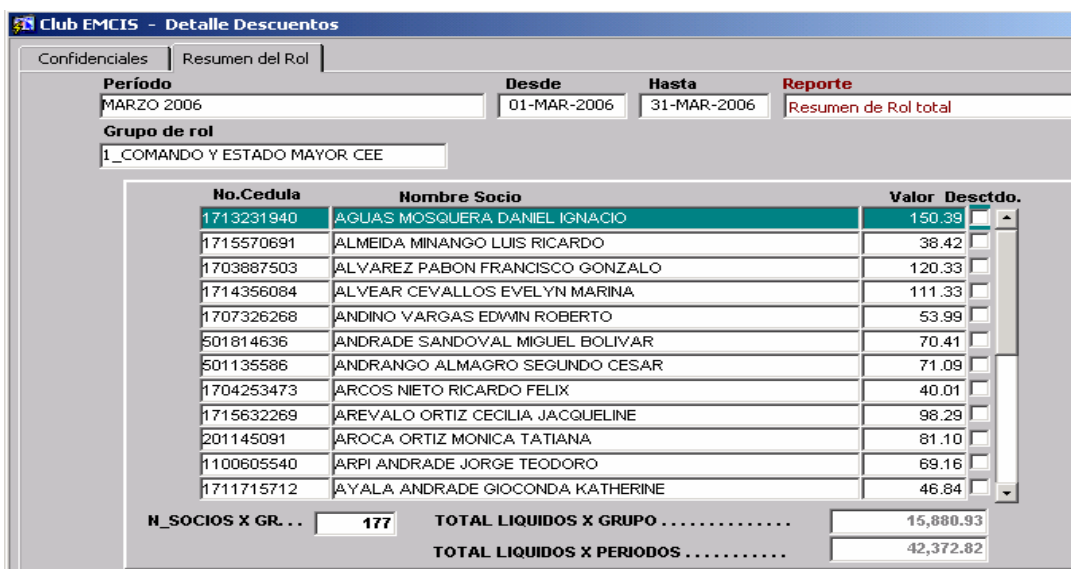 Club EMCIS - Detalle Descuentos
Confidenciales Resumen del Rol
Período Desde Hasta Reporte
MARZO 2006 01-MAR-2006 31-MAR-2006 Resumen de Rol total
Grupo de rol
1_COMANDO Y ESTADO MAYOR CEE
No.Cedula Nombre Socio Valor Desctdo.
1713231940 AGUAS MOSQUERA DANIEL IGNACIO 150.39
1715570691 ALMEIDA MINANGO LUIS RICARDO 38.42
1703887503 ALVAREZ PABON FRANCISCO GONZALO 120.33
1714356084 ALVEAR CEVALLOS EVELYN MARINA 111.33
1707326268 ANDINO VARGAS EDWIN ROBERTO 53.99
501814636 ANDRADE SANDOVAL MIGUEL BOLIVAR 70.41
501135586 ANDRANGO ALMAGRO SEGUNDO CESAR 71.09
1704253473 ARCOS NIETO RICARDO FELIX 40.01
1715632269 AREVALO ORTIZ CECILIA JACQUELINE 98.29
201145091 AROCA ORTIZ MONICA TATIANA 81.10
1100605540 ARPI ANDRADE JORGE TEODORO 69.16
1711715712 AYALA ANDRADE GIOCONDA KATHERINE 46.84
N_SOCIOS X GR... 177 TOTAL LIQUIDOS X GRUPO.............. 15,880.93
TOTAL LIQUIDOS X PERIODOS........... 42,372.82